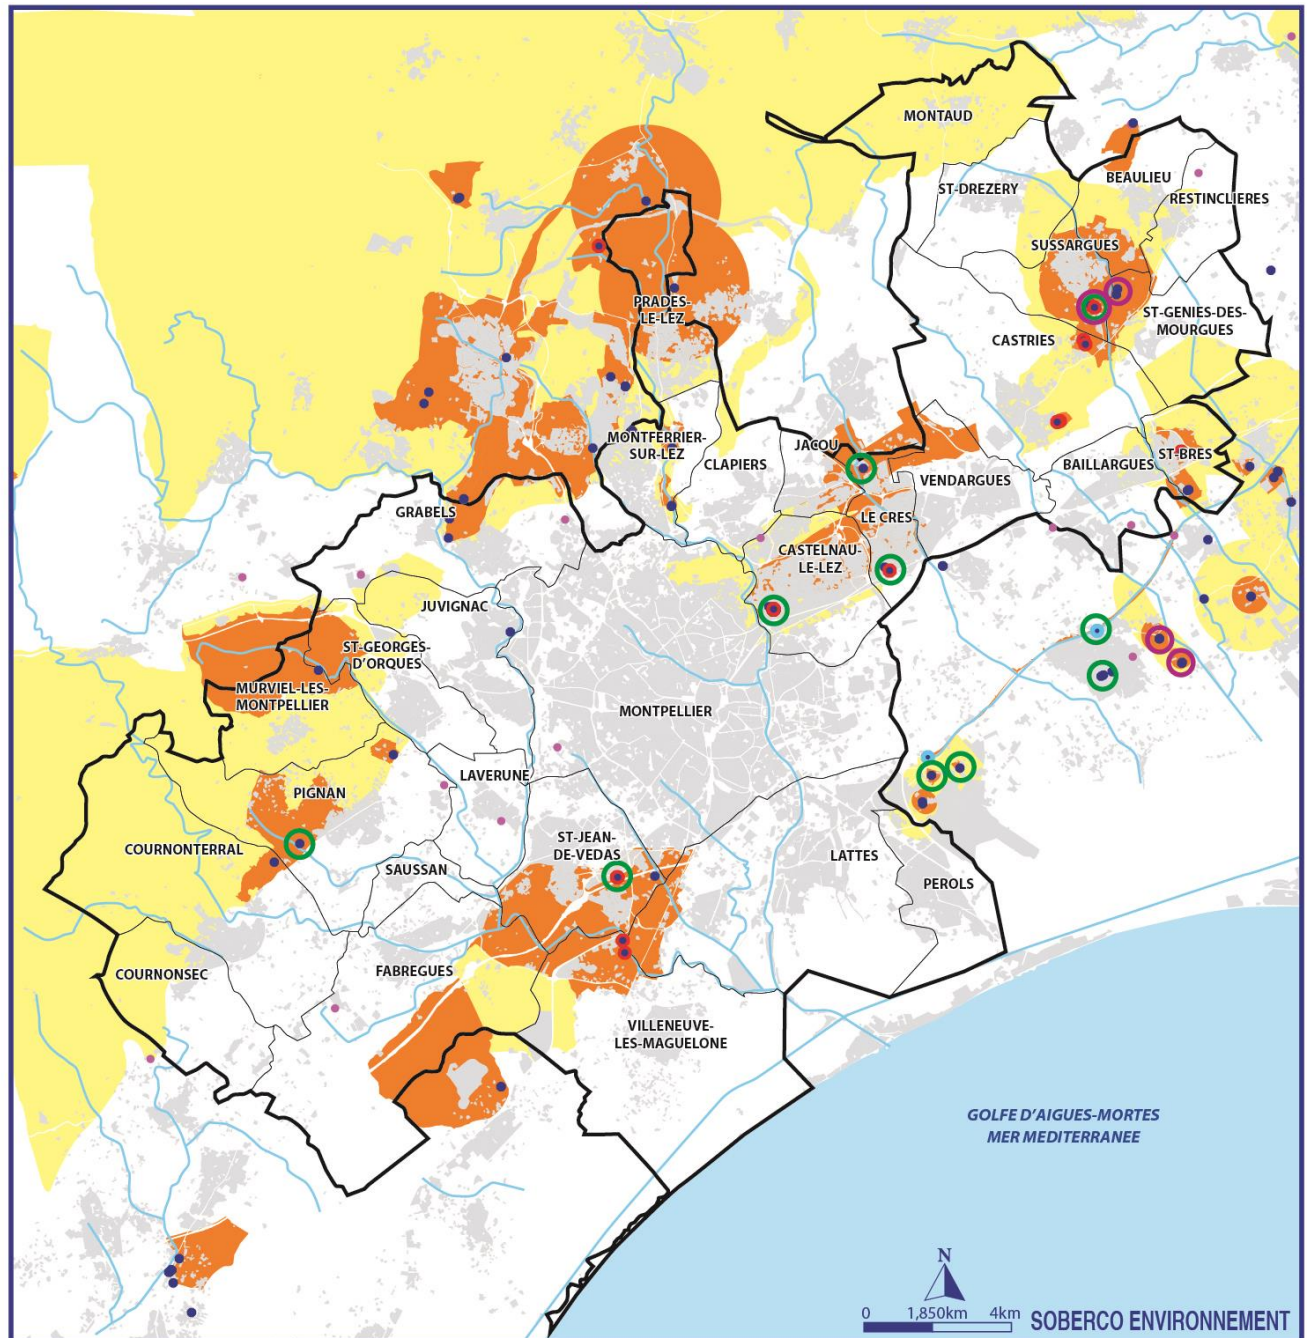 MONTAUD
ST-DREZERY
BEAULIEU
RESTINCLIERES
SUSSARGUES
PRADES-
LE-LEZ
ST-GENIES-DES-
MOURGUES
CASTRIES
MONTFERRIER-
SUR-LEZ
JACOU
CLAPIERS
BAILLARGUES
ST-BRES
VENDARGUES
GRABELS
LE CRES
CASTELNAU-
LE-LEZ
JUVIGNAC
ST-GEORGES-
D'ORQUES
MURVIEL-LES-
MONTPELLIER
MONTPELLIER
LAVERUNE
PIGNAN
ST-JEAN-
DE-VEDAS
COURNONTERRAL
LATTES
SAUSSAN
PEROLS
COURNONSEC
FABREGUES
VILLENEUVE-
LES-MAGUELONE
GOLFE D'AIGUES-MORTES
MER MEDITERRANEE
N
0 1,850km 4km
SOBERCO ENVIRONNEMENT